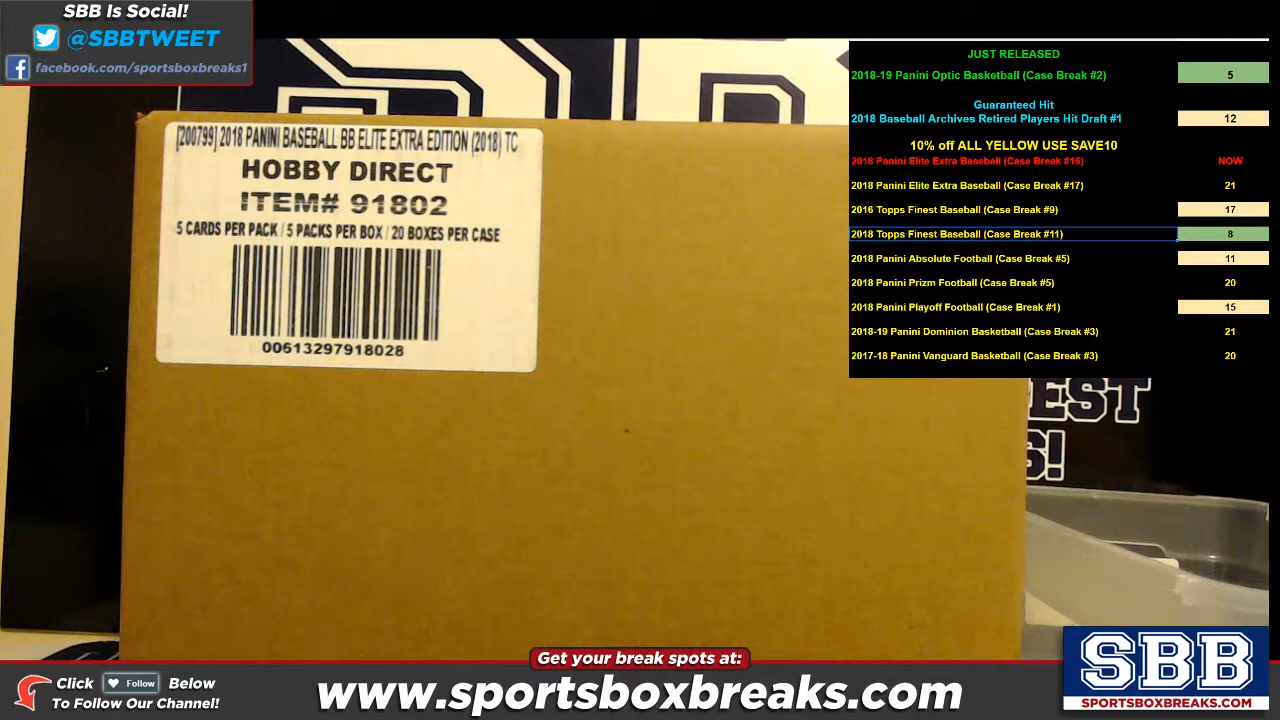 SBB Is Social!
@SBBTWEET
facebook.com/sportsboxbreaks1
[200799] 2018 PANINI BASEBALL BB ELITE EXTRA EDITION (2018) TC
HOBBY DIRECT
ITEM# 91802
5 CARDS PER PACK / 5 PACKS PER BOX / 20 BOXES PER CASE
00613297918028
JUST RELEASED
2018-19 Panini Optic Basketball (Case Break #2) 5
Guaranteed Hit
2018 Baseball Archives Retired Players Hit Draft #1 12
10% off ALL YELLOW USE SAVE10
2018 Panini Elite Extra Baseball (Case Break #16) NOW
2018 Panini Elite Extra Baseball (Case Break #17) 21
2016 Topps Finest Baseball (Case Break #9) 17
2018 Topps Finest Baseball (Case Break #11) 8
2018 Panini Absolute Football (Case Break #5) 11
2018 Panini Prizm Football (Case Break #5) 20
2018 Panini Playoff Football (Case Break #1) 15
2018-19 Panini Dominion Basketball (Case Break #3) 21
2017-18 Panini Vanguard Basketball (Case Break #3) 20
Get your break spots at:
Click Follow Below
To Follow Our Channel!
www.sportsboxbreaks.com
SBB
SPORTSBOXBREAKS.COM